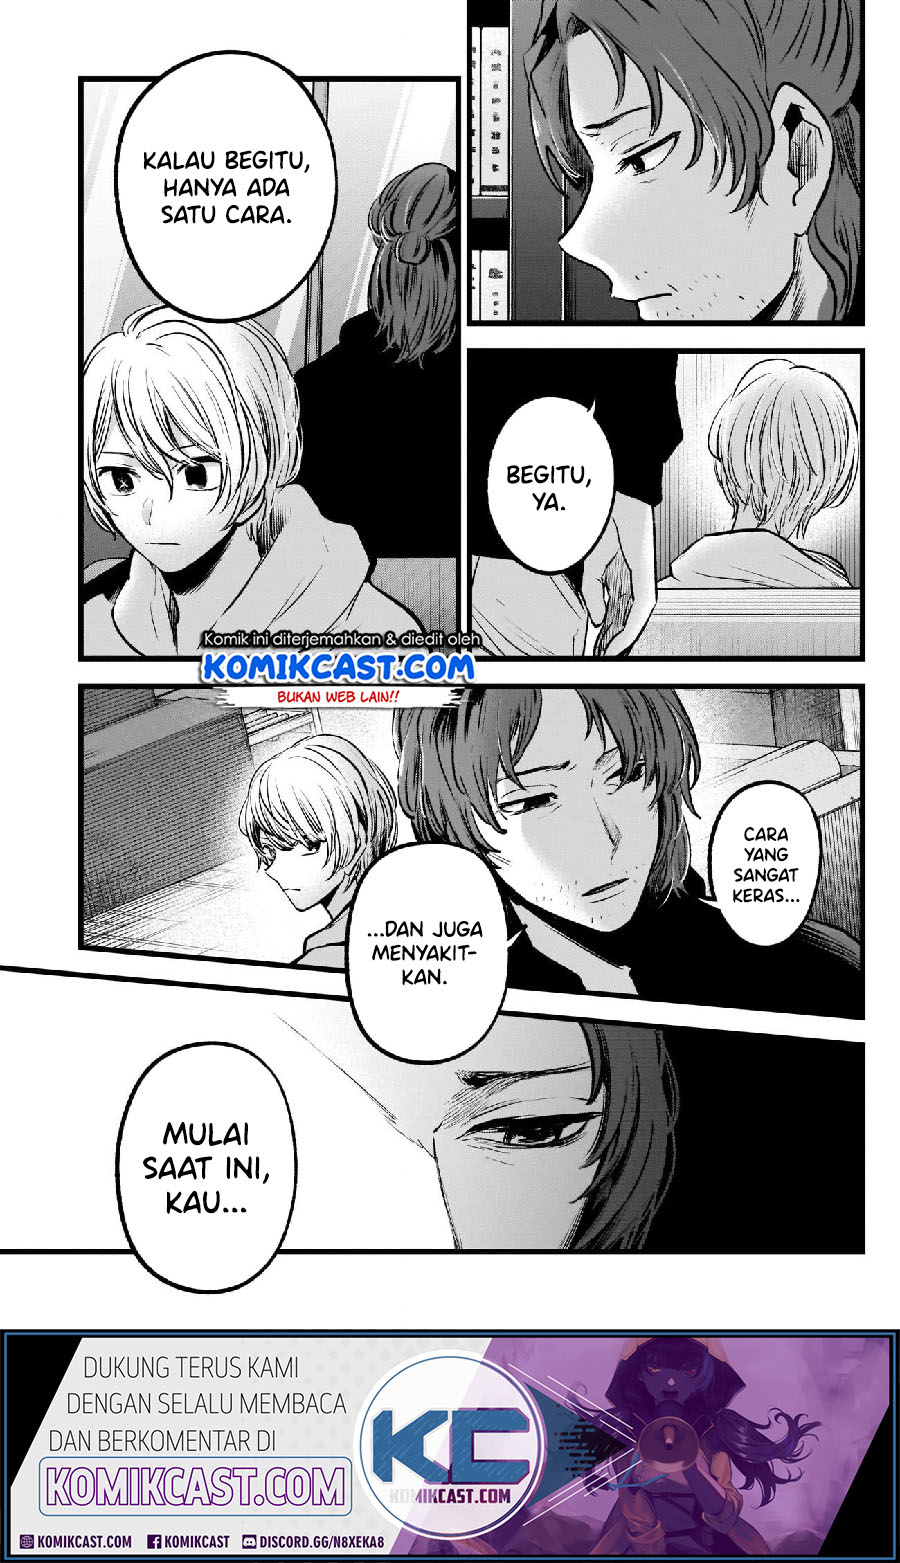 BEGITU,
YA.
KALAU BEGITU,
HANYA ADA
SATU CARA.
Komik ini diterjemahkan & diedit oleh
KOMIKCAST.COM
BUKAN WEB LAIN!!
CARA
YANG
SANGAT
KERAS...
...DAN JUGA
MENYAKIT-
KAN.
MULAI
SAAT INI,
KAU...
DUKUNG TERUS KAMI
DENGAN SELALU MEMBACA
DAN BERKOMENTAR DI
KOMIKCAST.COM
KC
KOMIKCAST.COM
KOMIKCAST.COM
KOMIKCAST
DISCORD.GG/N8XEKA8